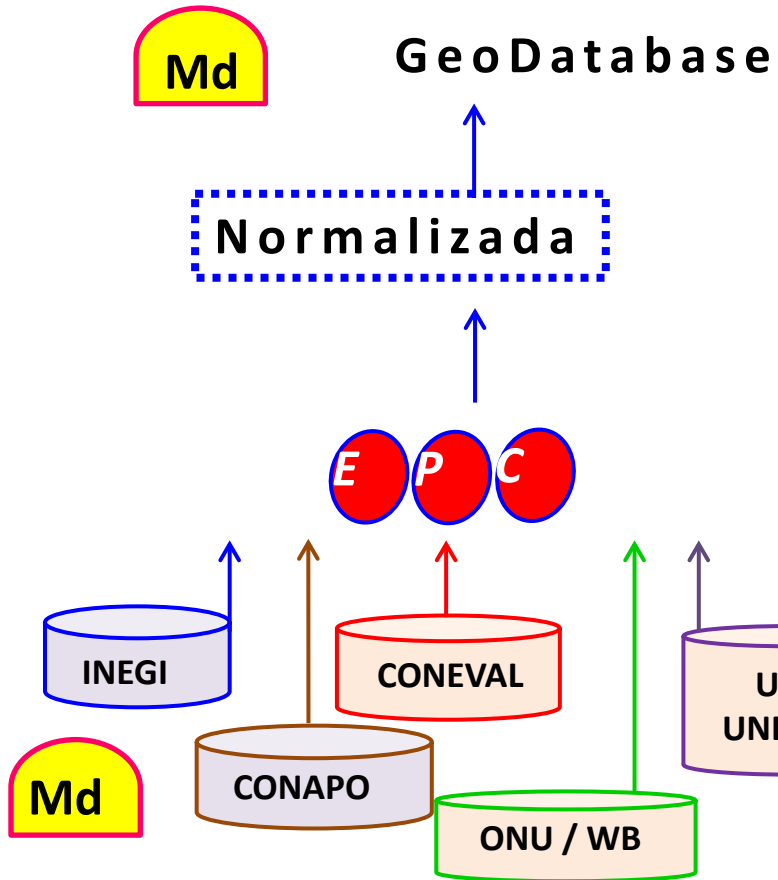 Md
GeoDatabase
Normalizada
E P C
INEGI
CONEVAL
CONAPO
Md
ONU / WB